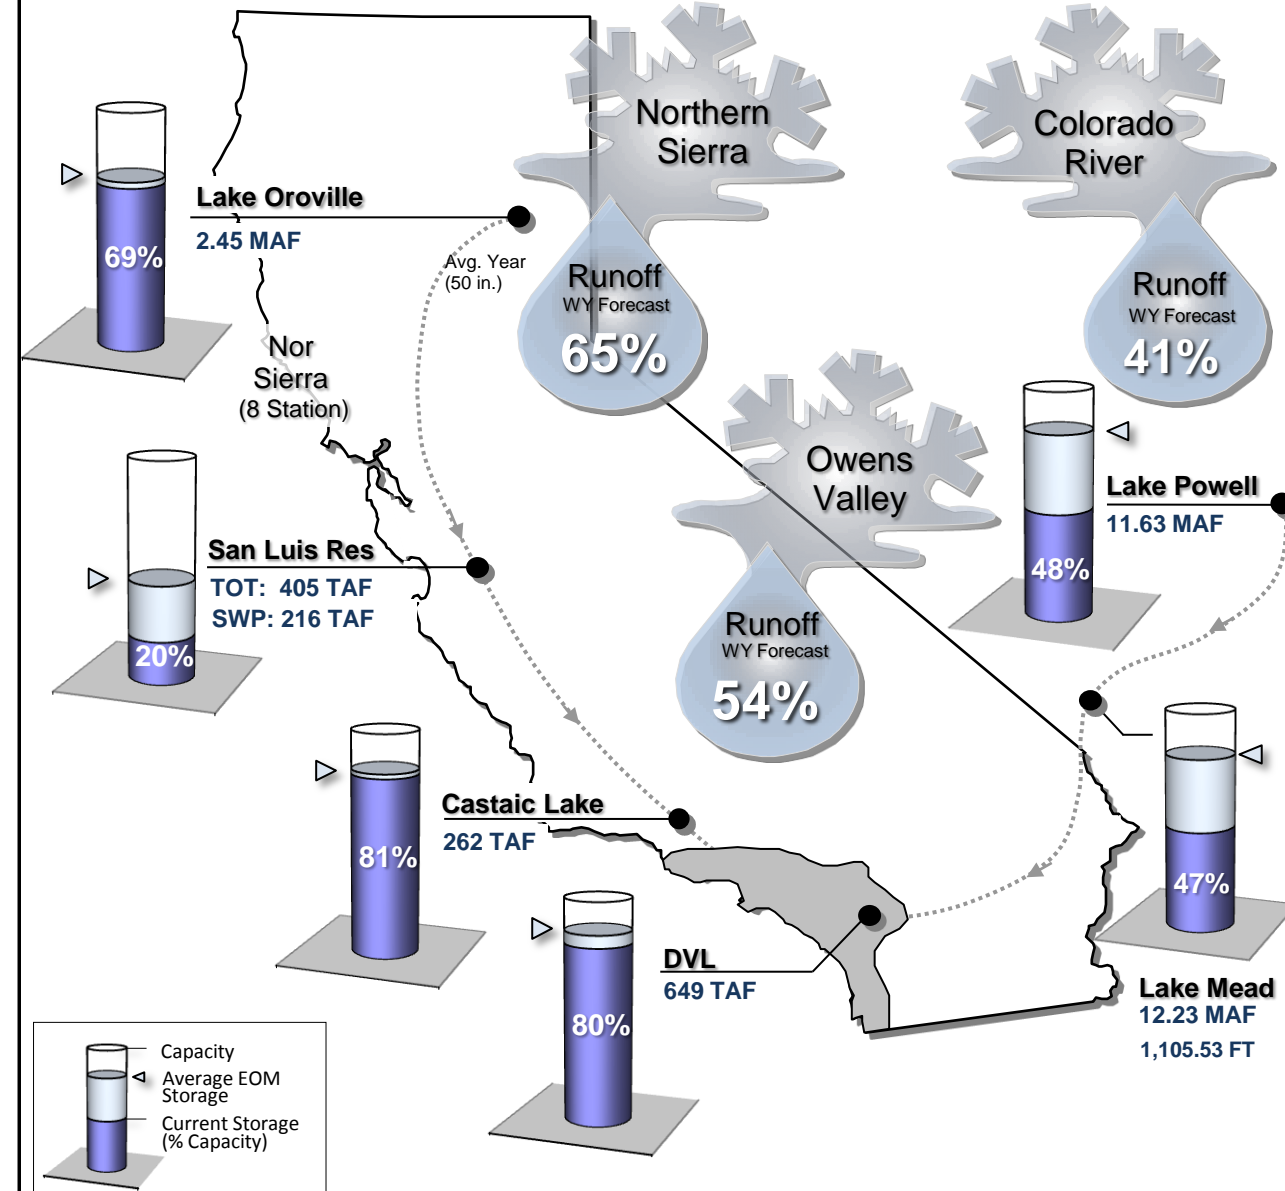 Northern
Sierra
Colorado
River
Lake Oroville
2.45 MAF
69%
Avg. Year
(50 in.)
Runoff
WY Forecast
65%
Runoff
WY Forecast
41%
Nor
Sierra
(8 Station)
Owens
Valley
Lake Powell
11.63 MAF
48%
San Luis Res
TOT: 405 TAF
SWP: 216 TAF
20%
Runoff
WY Forecast
54%
Castaic Lake
262 TAF
81%
47%
DVL
649 TAF
80%
Lake Mead
12.23 MAF
1,105.53 FT
Capacity
Average EOM
Storage
Current Storage
(% Capacity)